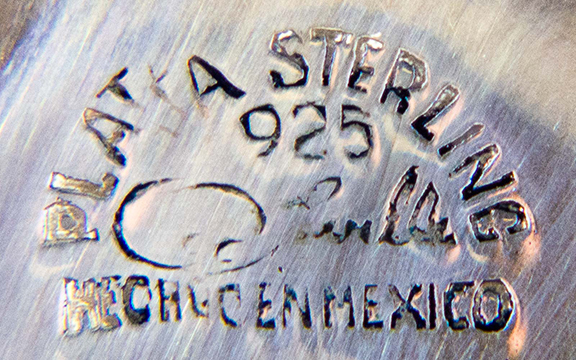 PLATA STERLING
925
HECHO EN MEXICO